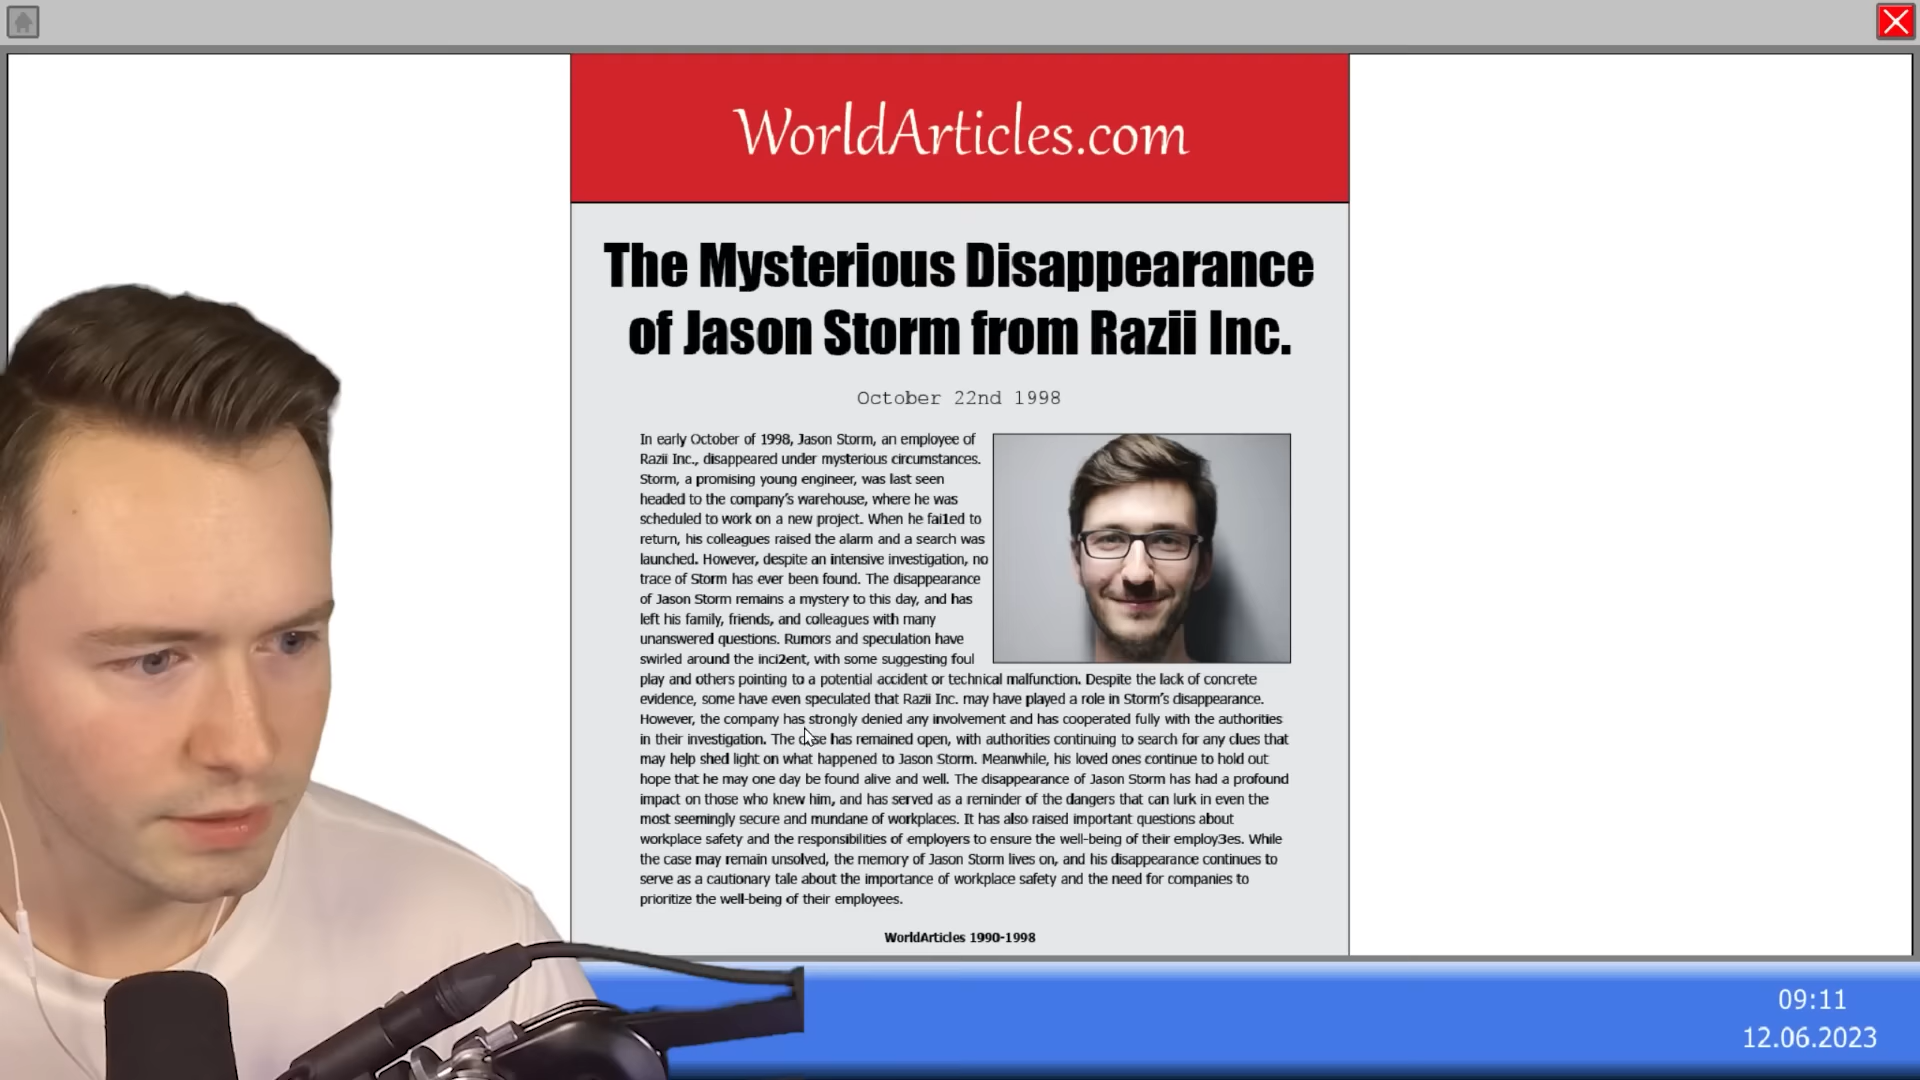 WorldArticles.com
The Mysterious Disappearance
of Jason Storm from Razii Inc.
October 22nd 1998
In early October of 1998, Jason Storm, an employee of
Razii Inc., disappeared under mysterious circumstances.
Storm, a promising young engineer, was last seen
headed to the company's warehouse, where he was
scheduled to work on a new project. When he fai1ed to
return, his colleagues raised the alarm and a search was
launched. However, despite an intensive investigation, no
trace of Storm has ever been found. The disappearance
of Jason Storm remains a mystery to this day, and has
left his family, friends, and colleagues with many
unanswered questions. Rumors and speculation have
swirled around the inci2ent, with some suggesting foul
play and others pointing to a potential accident or technical malfunction. Despite the lack of concrete
evidence, some have even speculated that Razii Inc. may have played a role in Storm's disappearance.
However, the company has strongly denied any involvement and has cooperated fully with the authorities
in their investigation. The case has remained open, with authorities continuing to search for any clues that
may help shed light on what happened to Jason Storm. Meanwhile, his loved ones continue to hold out
hope that he may one day be found alive and well. The disappearance of Jason Storm has had a profound
impact on those who knew him, and has served as a reminder of the dangers that can lurk in even the
most seemingly secure and mundane of workplaces. It has also raised important questions about
workplace safety and the responsibilities of employers to ensure the well-being of their employ3es. While
the case may remain unsolved, the memory of Jason Storm lives on, and his disappearance continues to
serve as a cautionary tale about the importance of workplace safety and the need for companies to
prioritize the well-being of their employees.
WorldArticles 1990-1998
09:11
12.06.2023